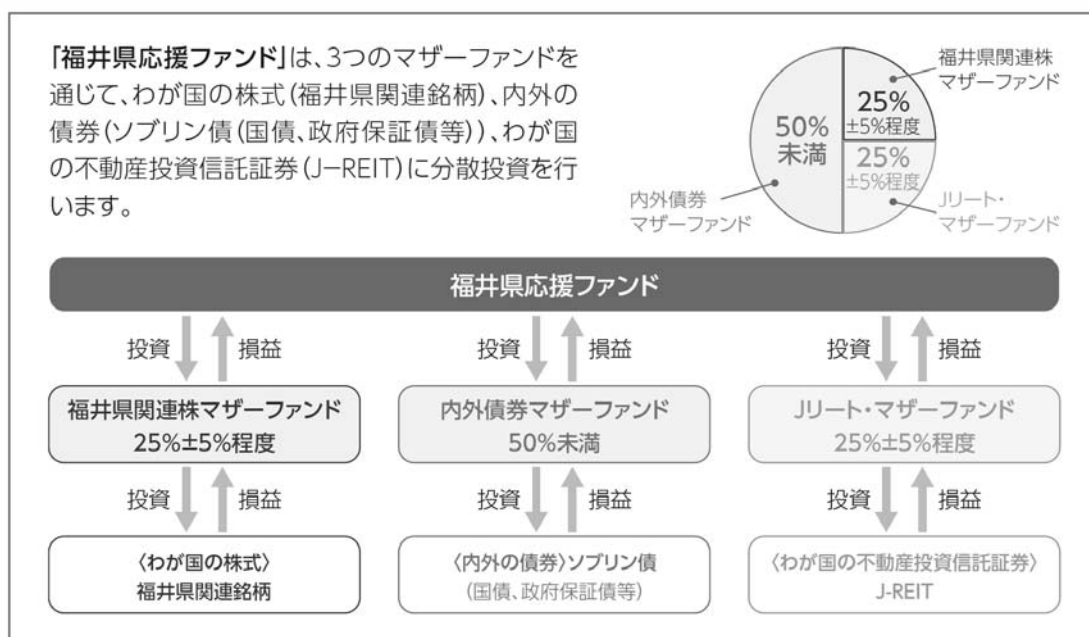 「福井県応援ファンド」は、3つのマザーファンドを
通じて、わが国の株式(福井県関連銘柄)、内外の
債券(ソブリン債(国債、政府保証債等))、わが国
の不動産投資信託証券(J−REIT)に分散投資を行
います。
福井県関連株
マザーファンド
25%
±5%程度
50%
未満
25%
±5%程度
内外債券
マザーファンド
Jリート・
マザーファンド
福井県応援ファンド
投資 損益 投資 損益 投資 損益
福井県関連株マザーファンド
25%±5%程度
内外債券マザーファンド
50%未満
Jリート・マザーファンド
25%±5%程度
投資 損益 投資 損益 投資 損益
〈わが国の株式〉
福井県関連銘柄
〈内外の債券〉ソブリン債
(国債、政府保証債等)
〈わが国の不動産投資信託証券〉
J-REIT